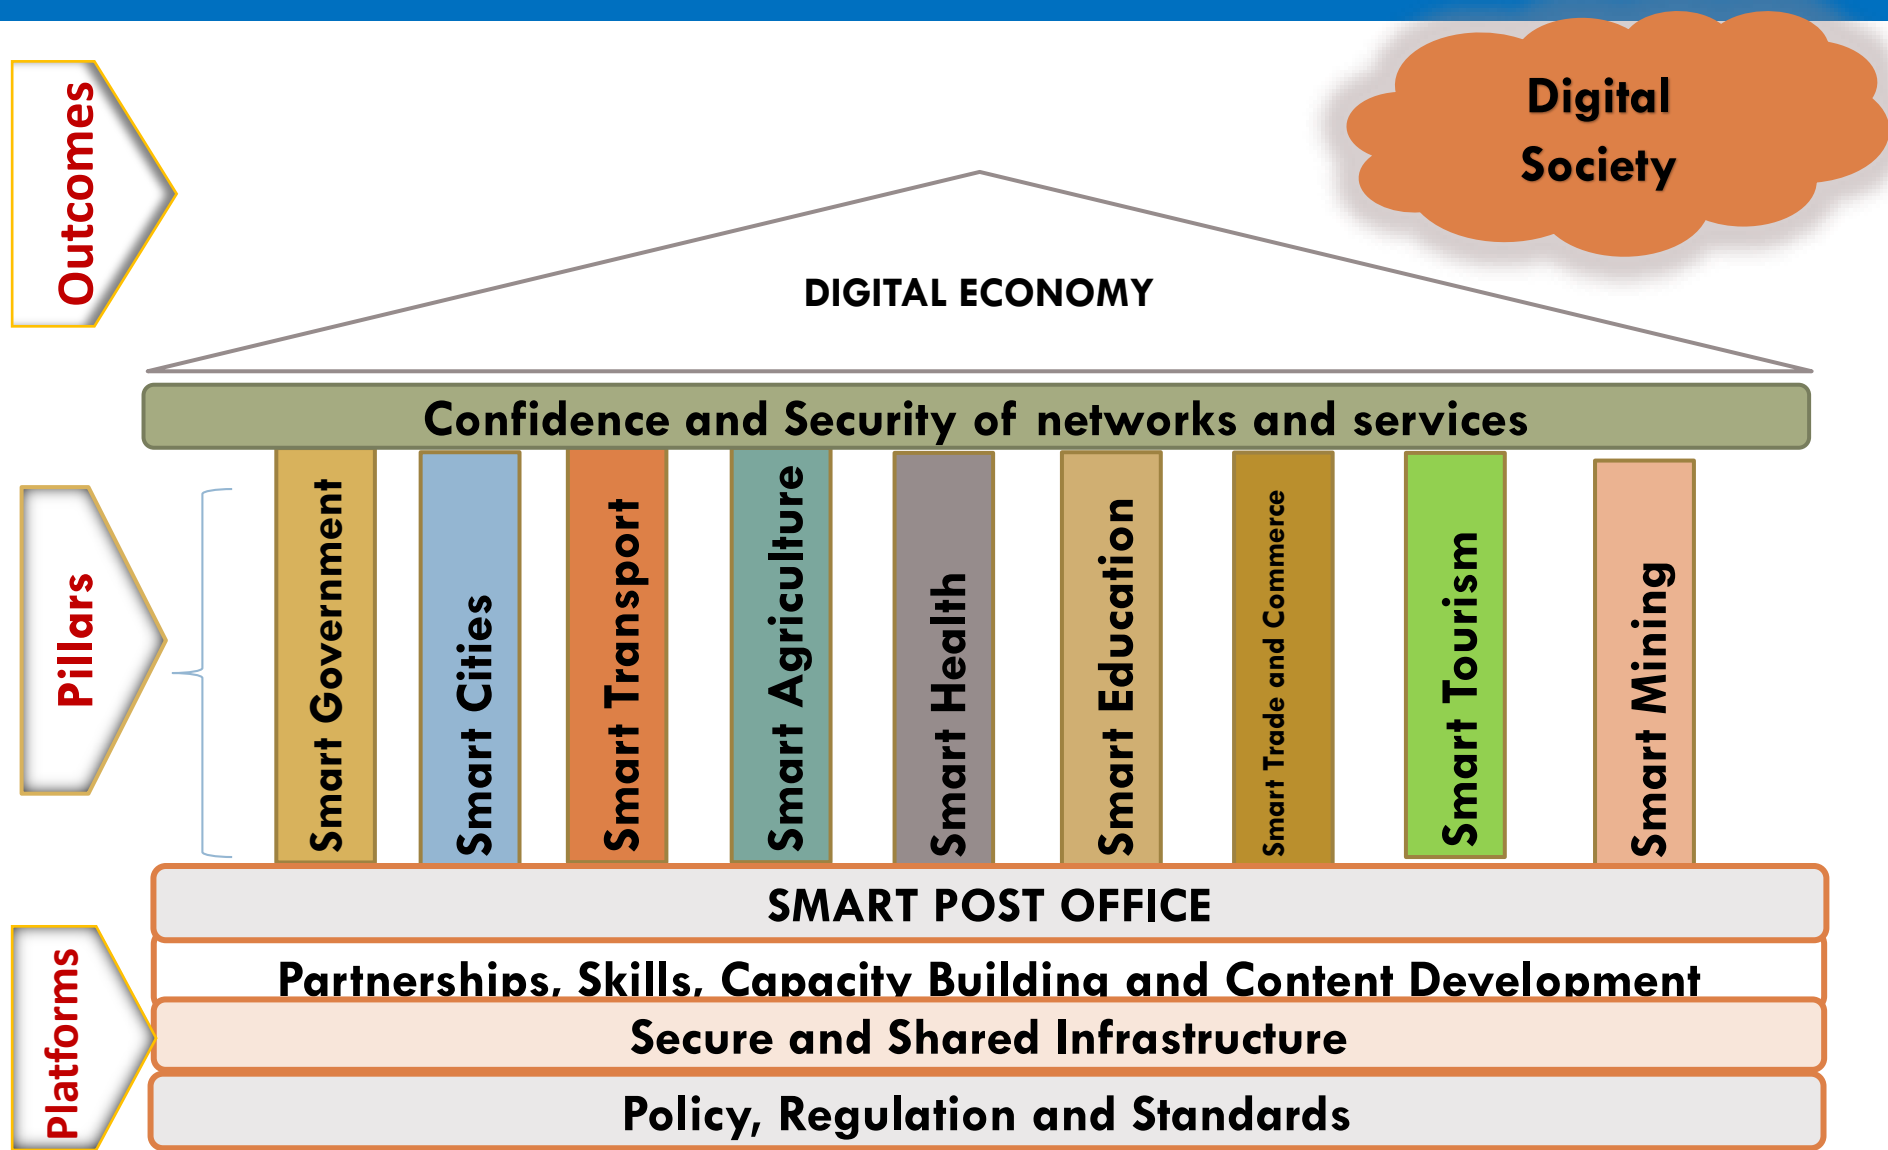 Outcomes
Digital
Society
DIGITAL ECONOMY
Confidence and Security of networks and services
Pillars
Smart Government
Smart Cities
Smart Transport
Smart Agriculture
Smart Health
Smart Education
Smart Trade and Commerce
Smart Tourism
Smart Mining
Platforms
SMART POST OFFICE
Partnerships, Skills, Capacity Building and Content Development
Secure and Shared Infrastructure
Policy, Regulation and Standards